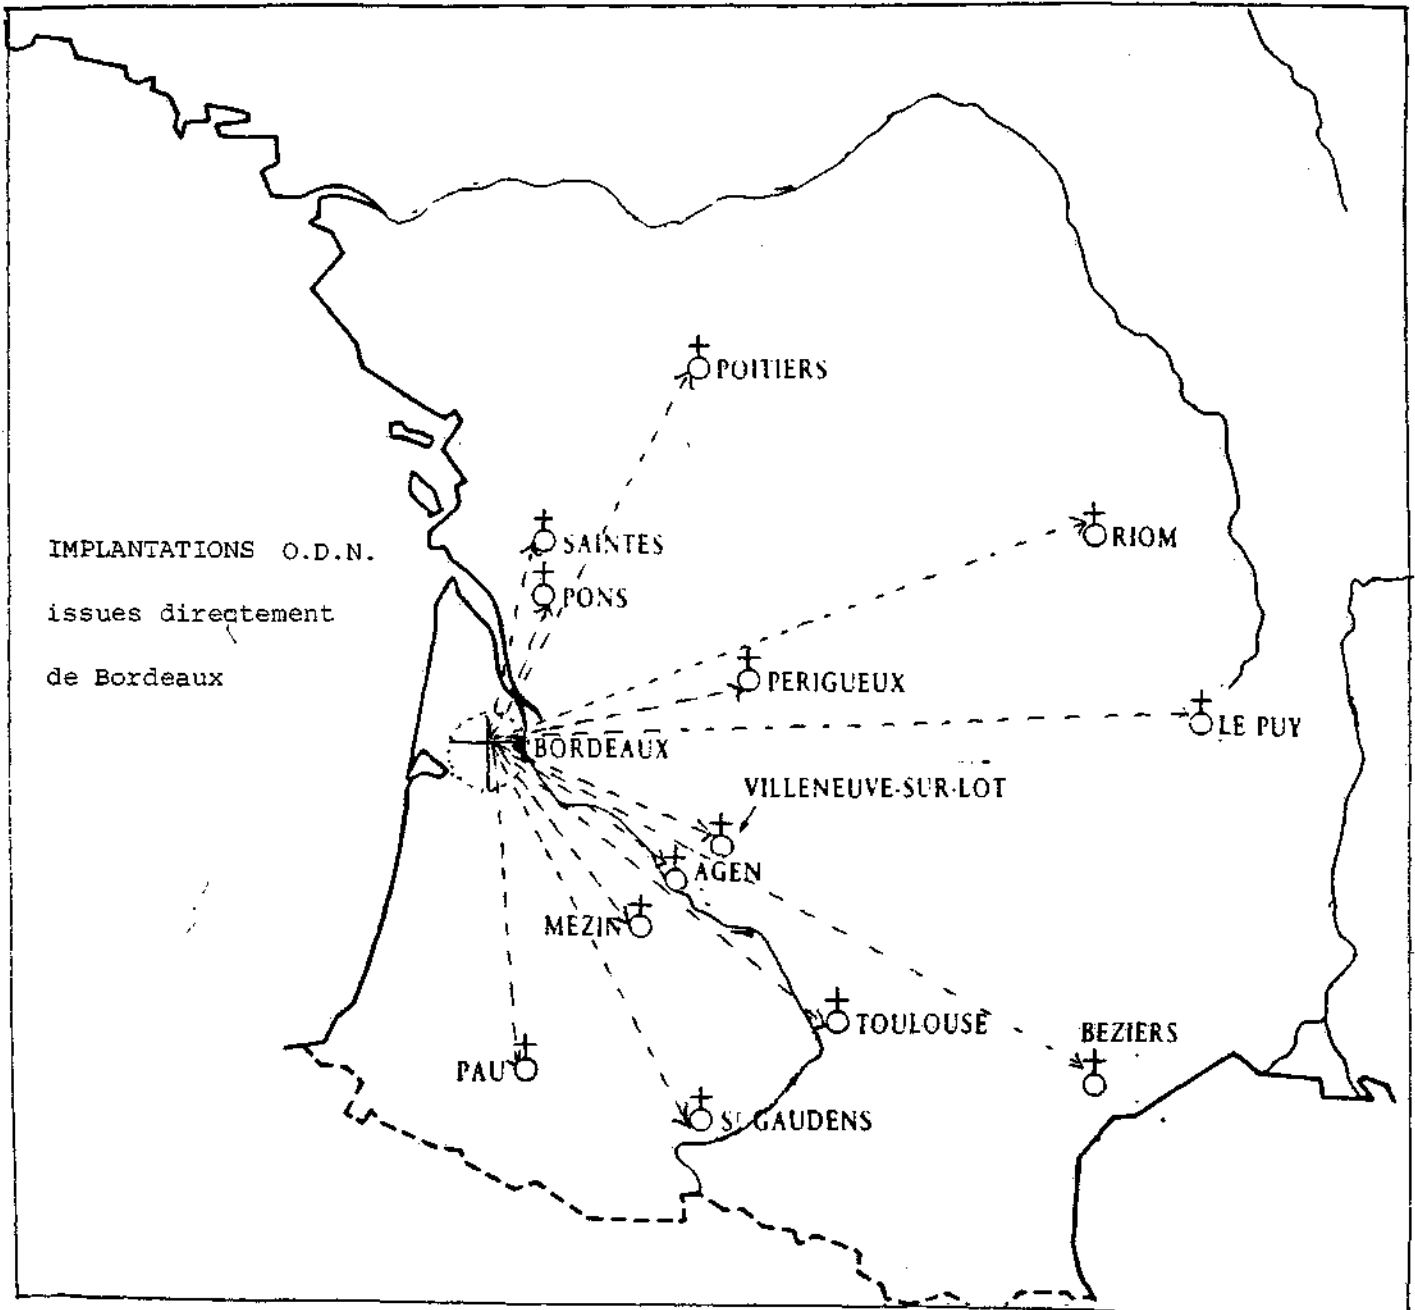 POITIERS
SAINTES
IMPLANTATIONS O.D.N.
RIOM
PONS
issues directement
de Bordeaux
PERIGUEUX
LE PUY
BORDEAUX
VILLENEUVE-SUR-LOT
AGEN
MEZIN
TOULOUSE
BEZIERS
PAU
St GAUDENS